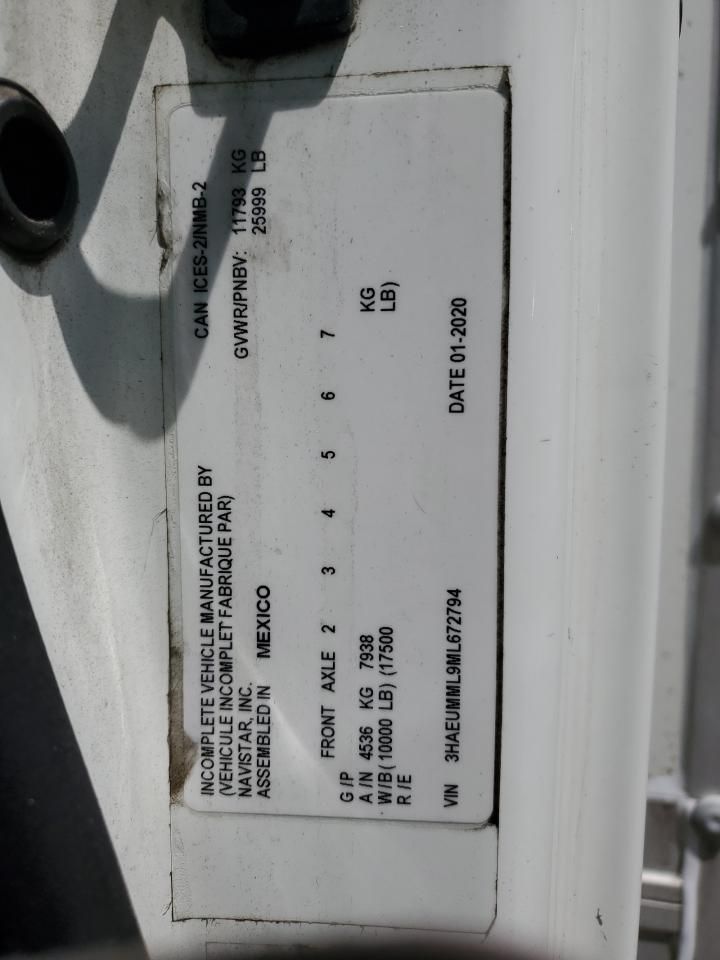 INCOMPLETE VEHICLE MANUFACTURED BY CAN ICES-2/NMB-2
(VEHICULE INCOMPLET FABRIQUE PAR)
NAVISTAR, INC. GVWR/PNBV: 11793 KG
ASSEMBLED IN MEXICO 25999 LB
FRONT AXLE 2 3 4 5 6 7
G /P
A /N 4536 KG 7938 KG
W/B ( 10000 LB) (17500 LB)
R /E
VIN 3HAEUMML9ML672794 DATE 01-2020